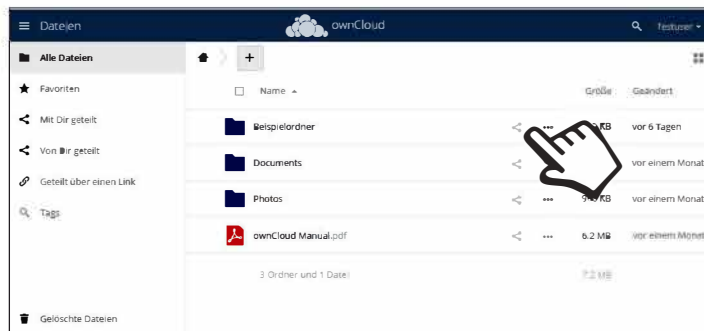 Dateien
ownCloud
Testuser
Alle Dateien
+
Favoriten
Name
Größe
Geändert
Mit Dir geteilt
Beispielordner
KB
vor 6 Tagen
Von Dir geteilt
Documents
vor einem Monat
Geteilt über einen Link
Photos
KB
vor einem Monat
Tags
ownCloud Manual.pdf
6.2 MB
vor einem Monat
3 Ordner und 1 Datei
7.2 MB
Gelöschte Dateien